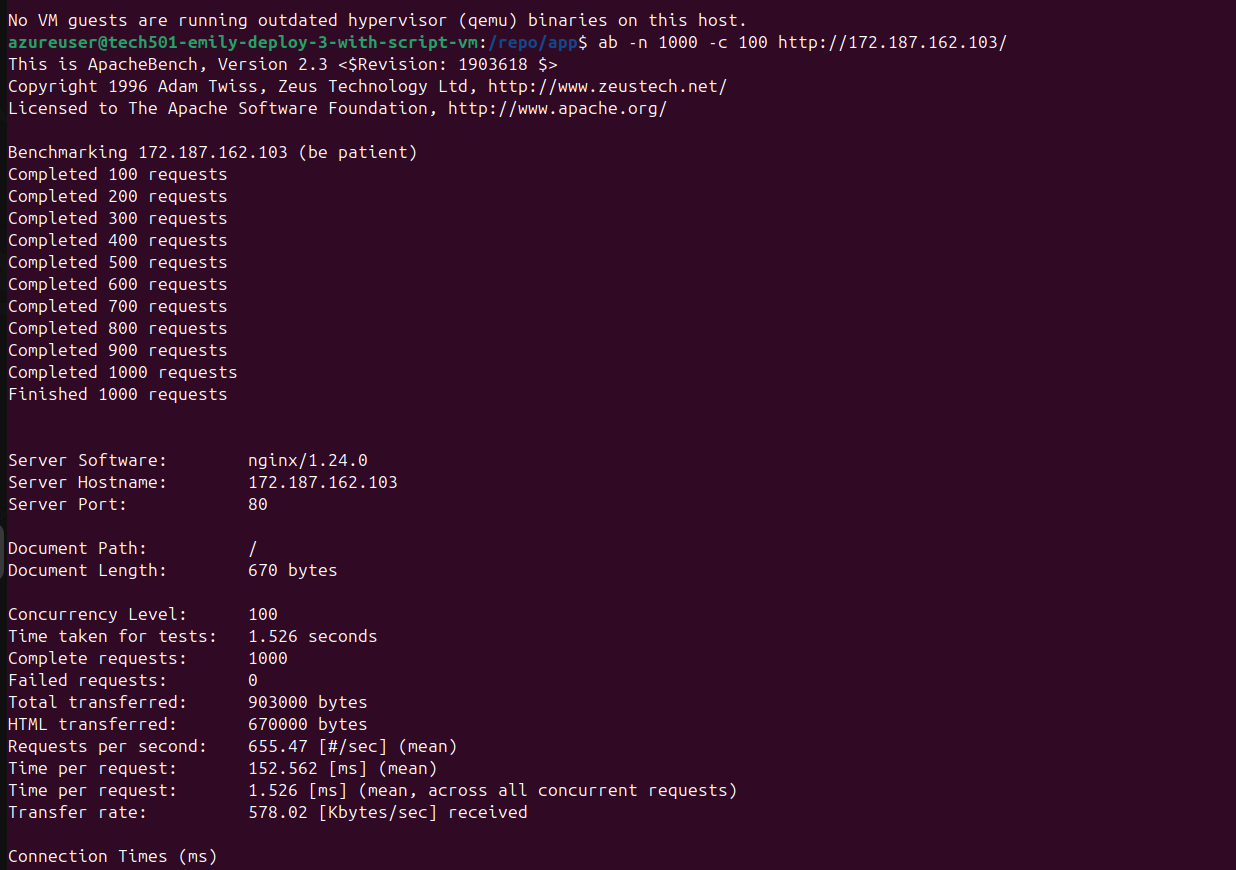 No VM guests are running outdated hypervisor (qemu) binaries on this host.
azureuser@tech501-emily-deploy-3-with-script-vm:/repo/app$ ab -n 1000 -c 100 http://172.187.162.103/
This is ApacheBench, Version 2.3 <$Revision: 1903618 $>
Copyright 1996 Adam Twiss, Zeus Technology Ltd, http://www.zeustech.net/
Licensed to The Apache Software Foundation, http://www.apache.org/

Benchmarking 172.187.162.103 (be patient)
Completed 100 requests
Completed 200 requests
Completed 300 requests
Completed 400 requests
Completed 500 requests
Completed 600 requests
Completed 700 requests
Completed 800 requests
Completed 900 requests
Completed 1000 requests
Finished 1000 requests

Server Software:        nginx/1.24.0
Server Hostname:        172.187.162.103
Server Port:            80

Document Path:          /
Document Length:        670 bytes

Concurrency Level:      100
Time taken for tests:   1.526 seconds
Complete requests:      1000
Failed requests:        0
Total transferred:      903000 bytes
HTML transferred:       670000 bytes
Requests per second:    655.47 [#/sec] (mean)
Time per request:       152.562 [ms] (mean)
Time per request:       1.526 [ms] (mean, across all concurrent requests)
Transfer rate:          578.02 [Kbytes/sec] received

Connection Times (ms)